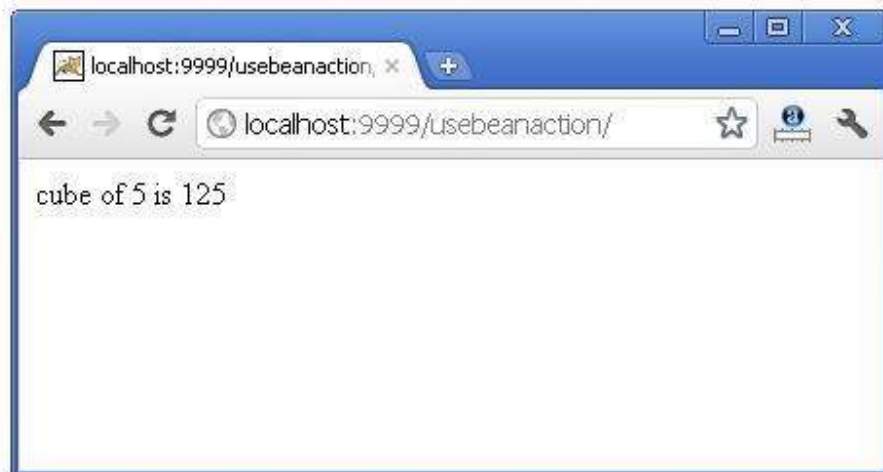 localhost:9999/usebeanaction,
localhost:9999/usebeanaction/
cube of 5 is 125